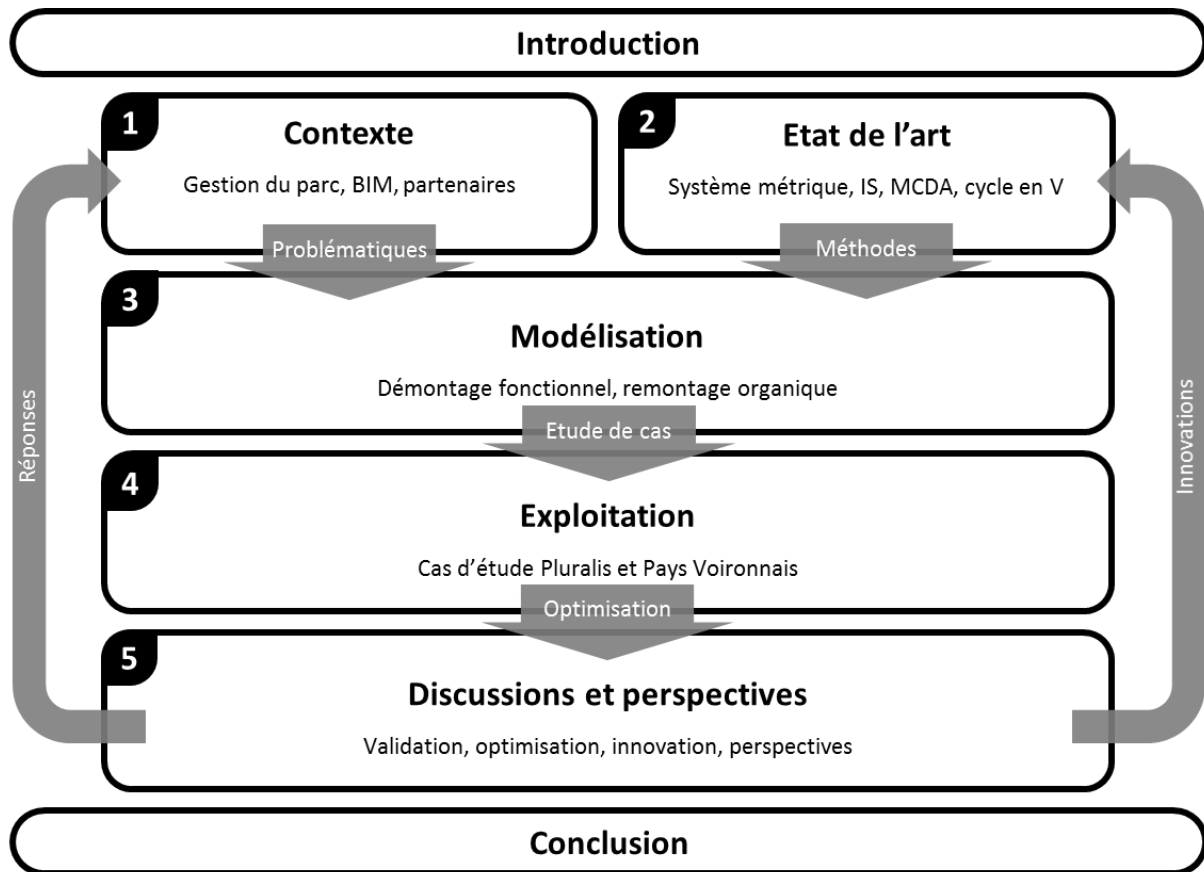 Introduction
1
Contexte
Gestion du parc, BIM, partenaires
Problématiques
2
Etat de l’art
Système métrique, IS, MCDA, cycle en V
Méthodes
3
Modélisation
Démontage fonctionnel, remontage organique
Etude de cas
4
Exploitation
Cas d’étude Pluralis et Pays Voironnais
Optimisation
5
Discussions et perspectives
Validation, optimisation, innovation, perspectives
Réponses
Innovations
Conclusion